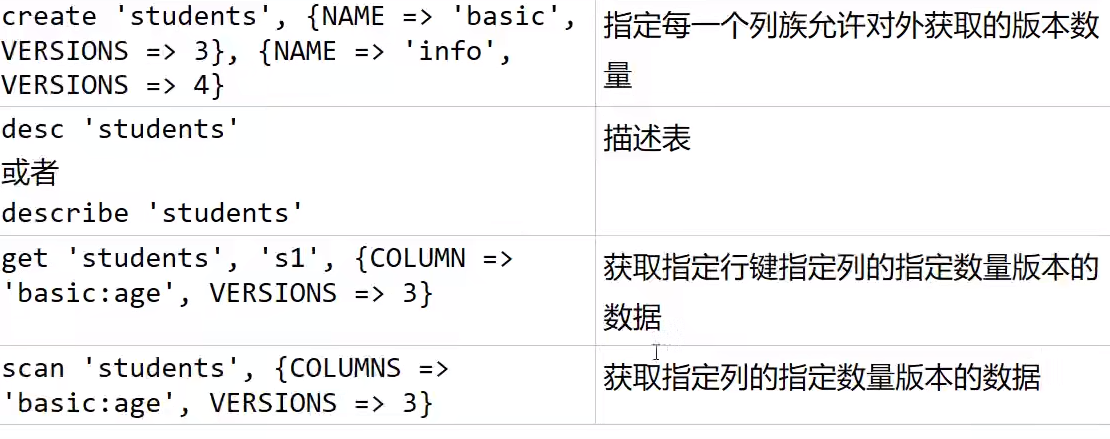 create 'students', {NAME => 'basic',
VERSIONS => 3}, {NAME => 'info',
VERSIONS => 4}
指定每一个列族允许对外获取的版本数
量
desc 'students'
或者
describe 'students'
描述表
get 'students', 's1', {COLUMN =>
'basic:age', VERSIONS => 3}
获取指定行键指定列的指定数量版本的
数据
scan 'students', {COLUMNS =>
'basic:age', VERSIONS => 3}
获取指定列的指定数量版本的数据